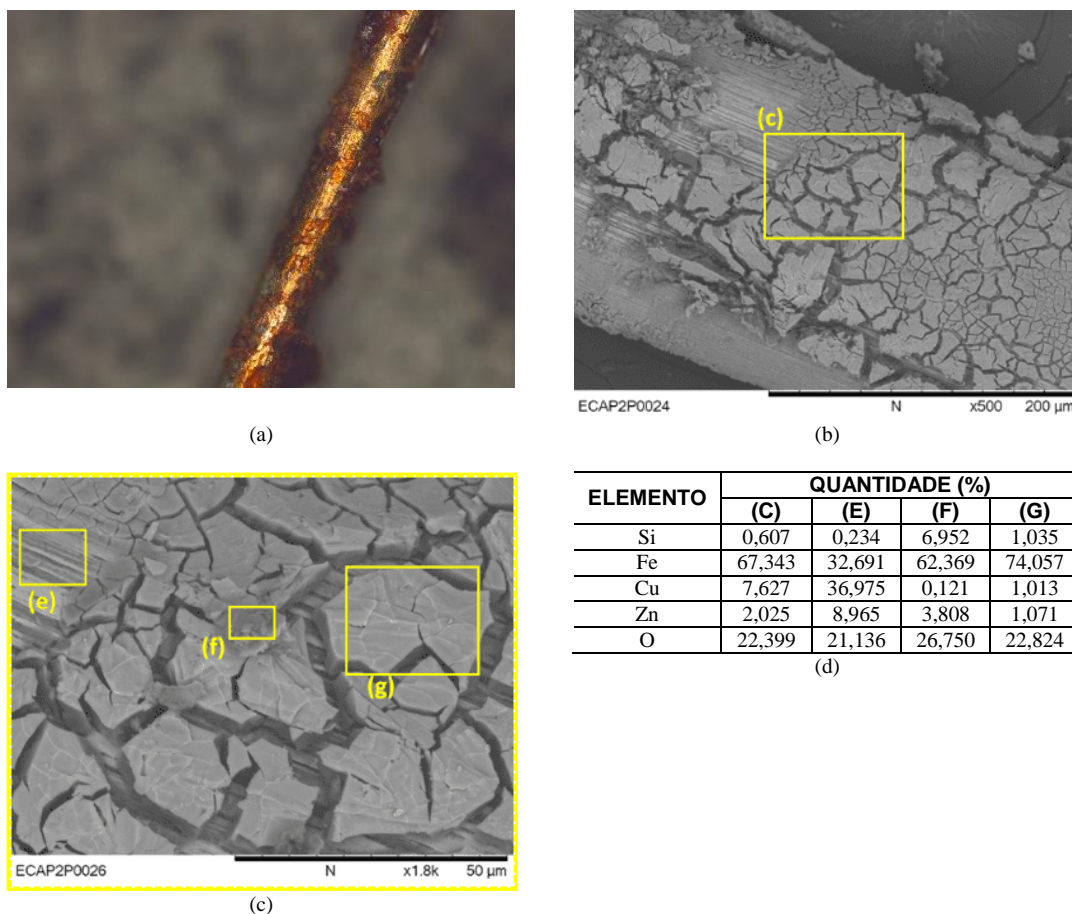 (c)
ECAP2P0024 N x500 200 µm
(a)
(b)
(e)
(f)
(g)
ECAP2P0026 N x1.8k 50 µm
(c)
ELEMENTO QUANTIDADE (%)
(C) (E) (F) (G)
Si 0,607 0,234 6,952 1,035
Fe 67,343 32,691 62,369 74,057
Cu 7,627 36,975 0,121 1,013
Zn 2,025 8,965 3,808 1,071
O 22,399 21,136 26,750 22,824
(d)